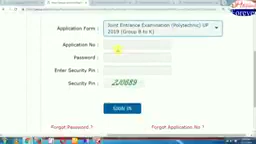 Application Form :
Joint Entrance Examination (Polytechnic) UP
2019 (Group B to K)
Application No :
Password :
Enter Security Pin :
Security Pin :
SIGN IN
Forgot Password ?
Forgot Application No ?